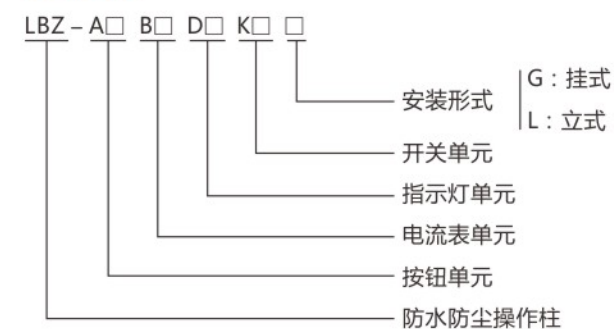 LBZ – A□ B□ D□ K□ □
G：挂式
安装形式
L：立式
开关单元
指示灯单元
电流表单元
按钮单元
防水防尘操作柱